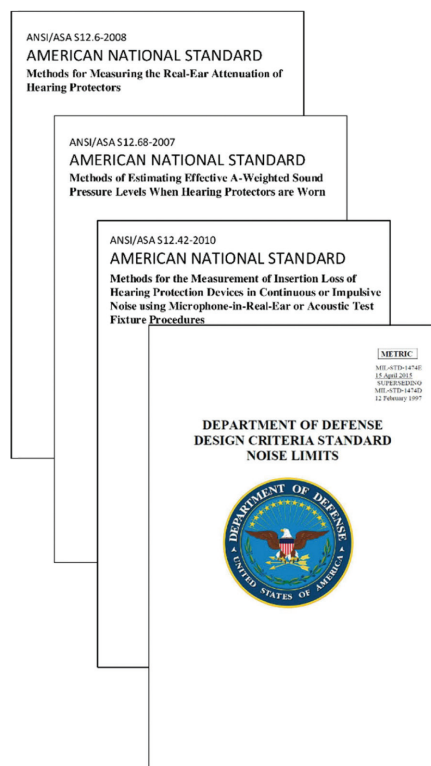 ANSI/ASA S12.6-2008
AMERICAN NATIONAL STANDARD
Methods for Measuring the Real-Ear Attenuation of
Hearing Protectors
ANSI/ASA S12.68-2007
AMERICAN NATIONAL STANDARD
Methods of Estimating Effective A-Weighted Sound
Pressure Levels When Hearing Protectors are Worn
ANSI/ASA S12.42-2010
AMERICAN NATIONAL STANDARD
Methods for the Measurement of Insertion Loss of
Hearing Protection Devices in Continuous or Impulsive
Noise using Microphone-in-Real-Ear or Acoustic Test
Fixture Procedures
METRIC
MIL-STD-1474E
15 April 2015
SUPERSEDING
MIL-STD-1474D
12 February 1997
DEPARTMENT OF DEFENSE
DESIGN CRITERIA STANDARD
NOISE LIMITS
DEPARTMENT OF DEFENSE
UNITED STATES OF AMERICA